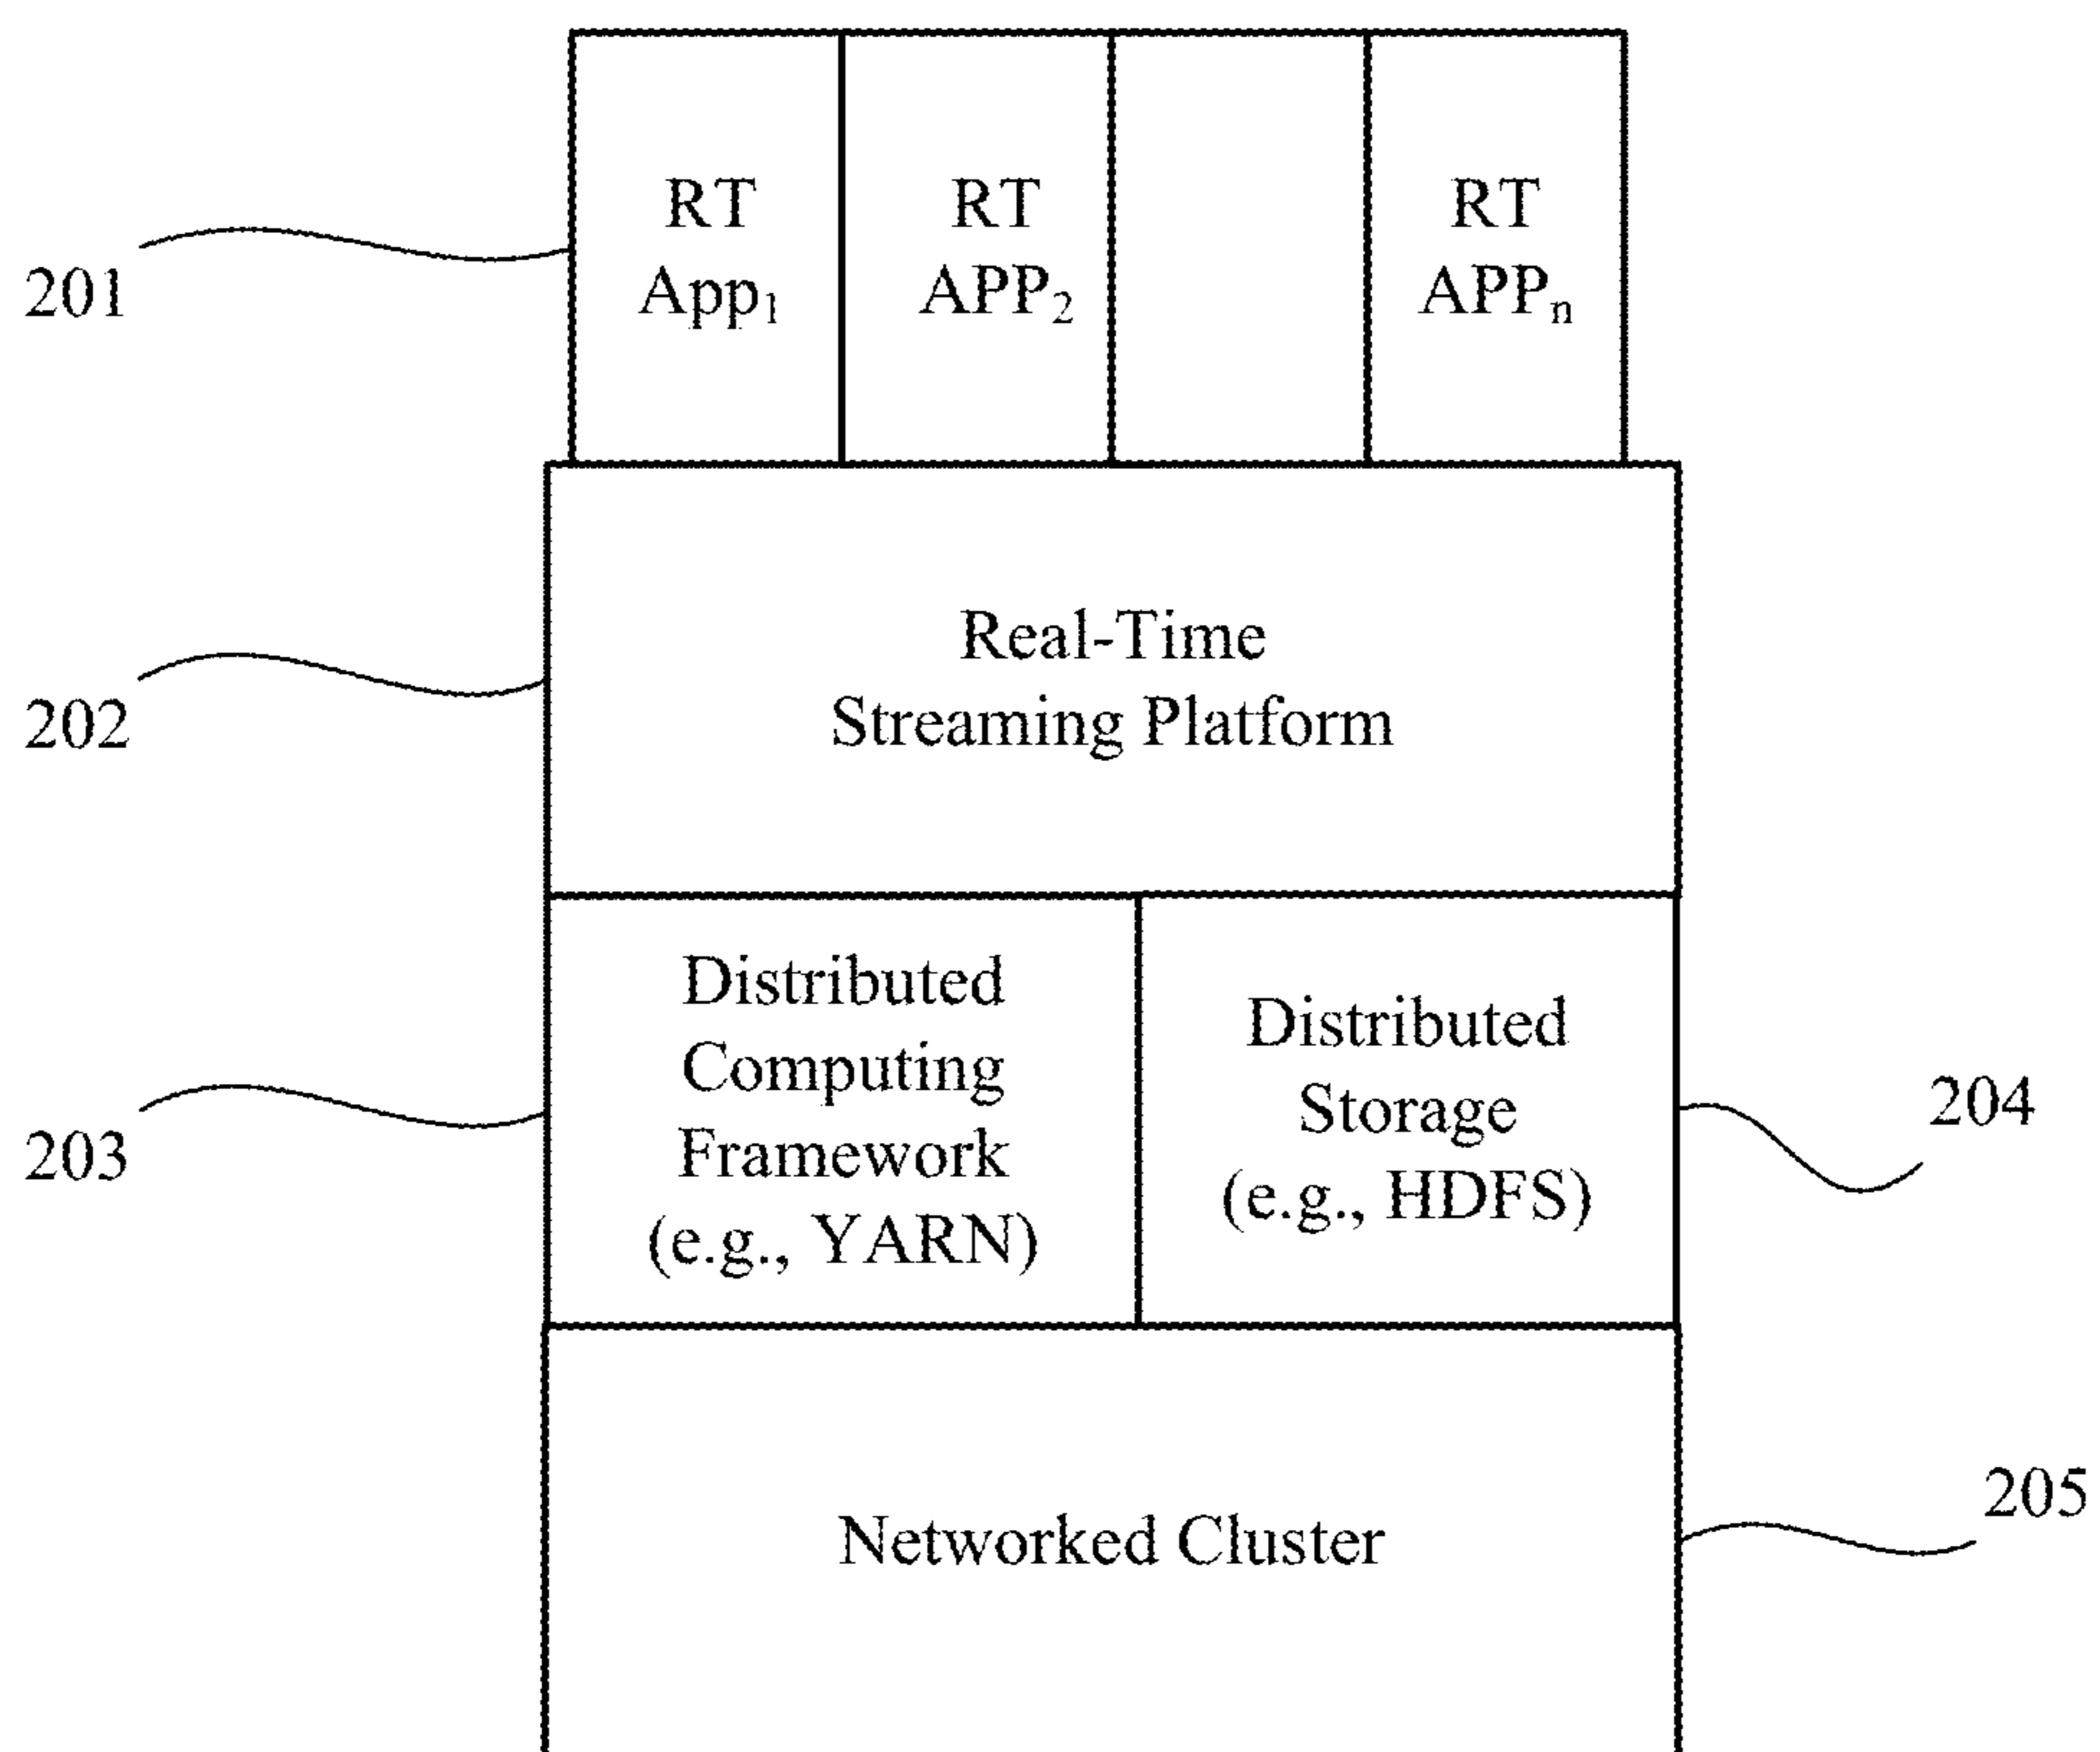 RT
App₁
RT
APP₂
RT
APPₙ
201
Real-Time
Streaming Platform
202
Distributed
Computing
Framework
(e.g., YARN)
203
Distributed
Storage
(e.g., HDFS)
204
Networked Cluster
205